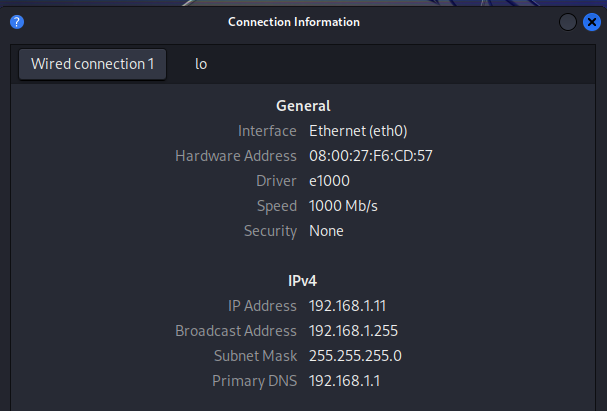 Connection Information
Wired connection 1 lo
General
Interface Ethernet (eth0)
Hardware Address 08:00:27:F6:CD:57
Driver e1000
Speed 1000 Mb/s
Security None
IPv4
IP Address 192.168.1.11
Broadcast Address 192.168.1.255
Subnet Mask 255.255.255.0
Primary DNS 192.168.1.1